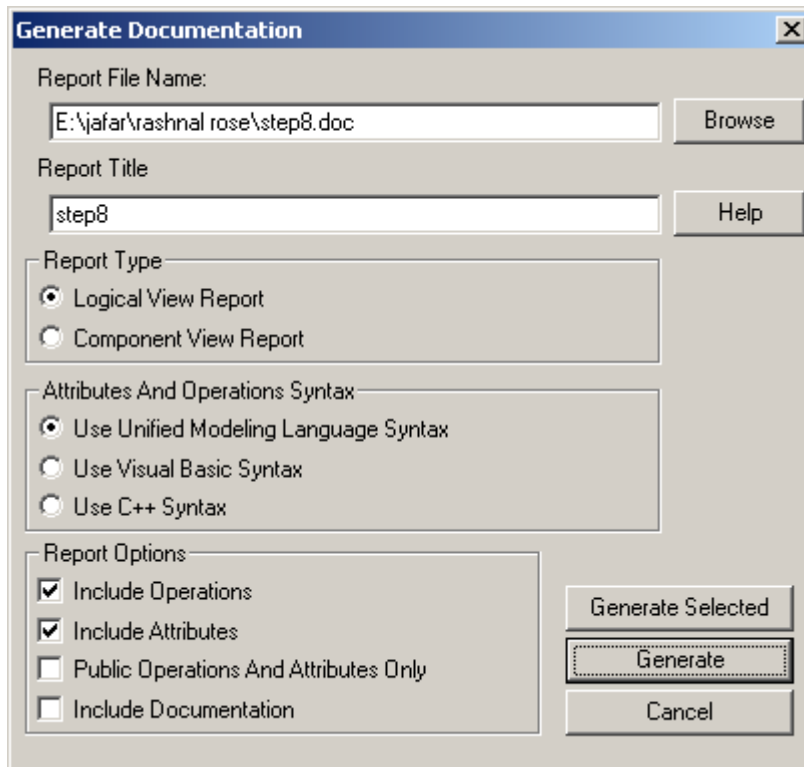 Generate Documentation
Report File Name:
E:\jafar\rashnal rose\step8.doc
Browse
Report Title
step8
Help
Report Type
Logical View Report
Component View Report
Attributes And Operations Syntax
Use Unified Modeling Language Syntax
Use Visual Basic Syntax
Use C++ Syntax
Report Options
Include Operations
Include Attributes
Public Operations And Attributes Only
Include Documentation
Generate Selected
Generate
Cancel